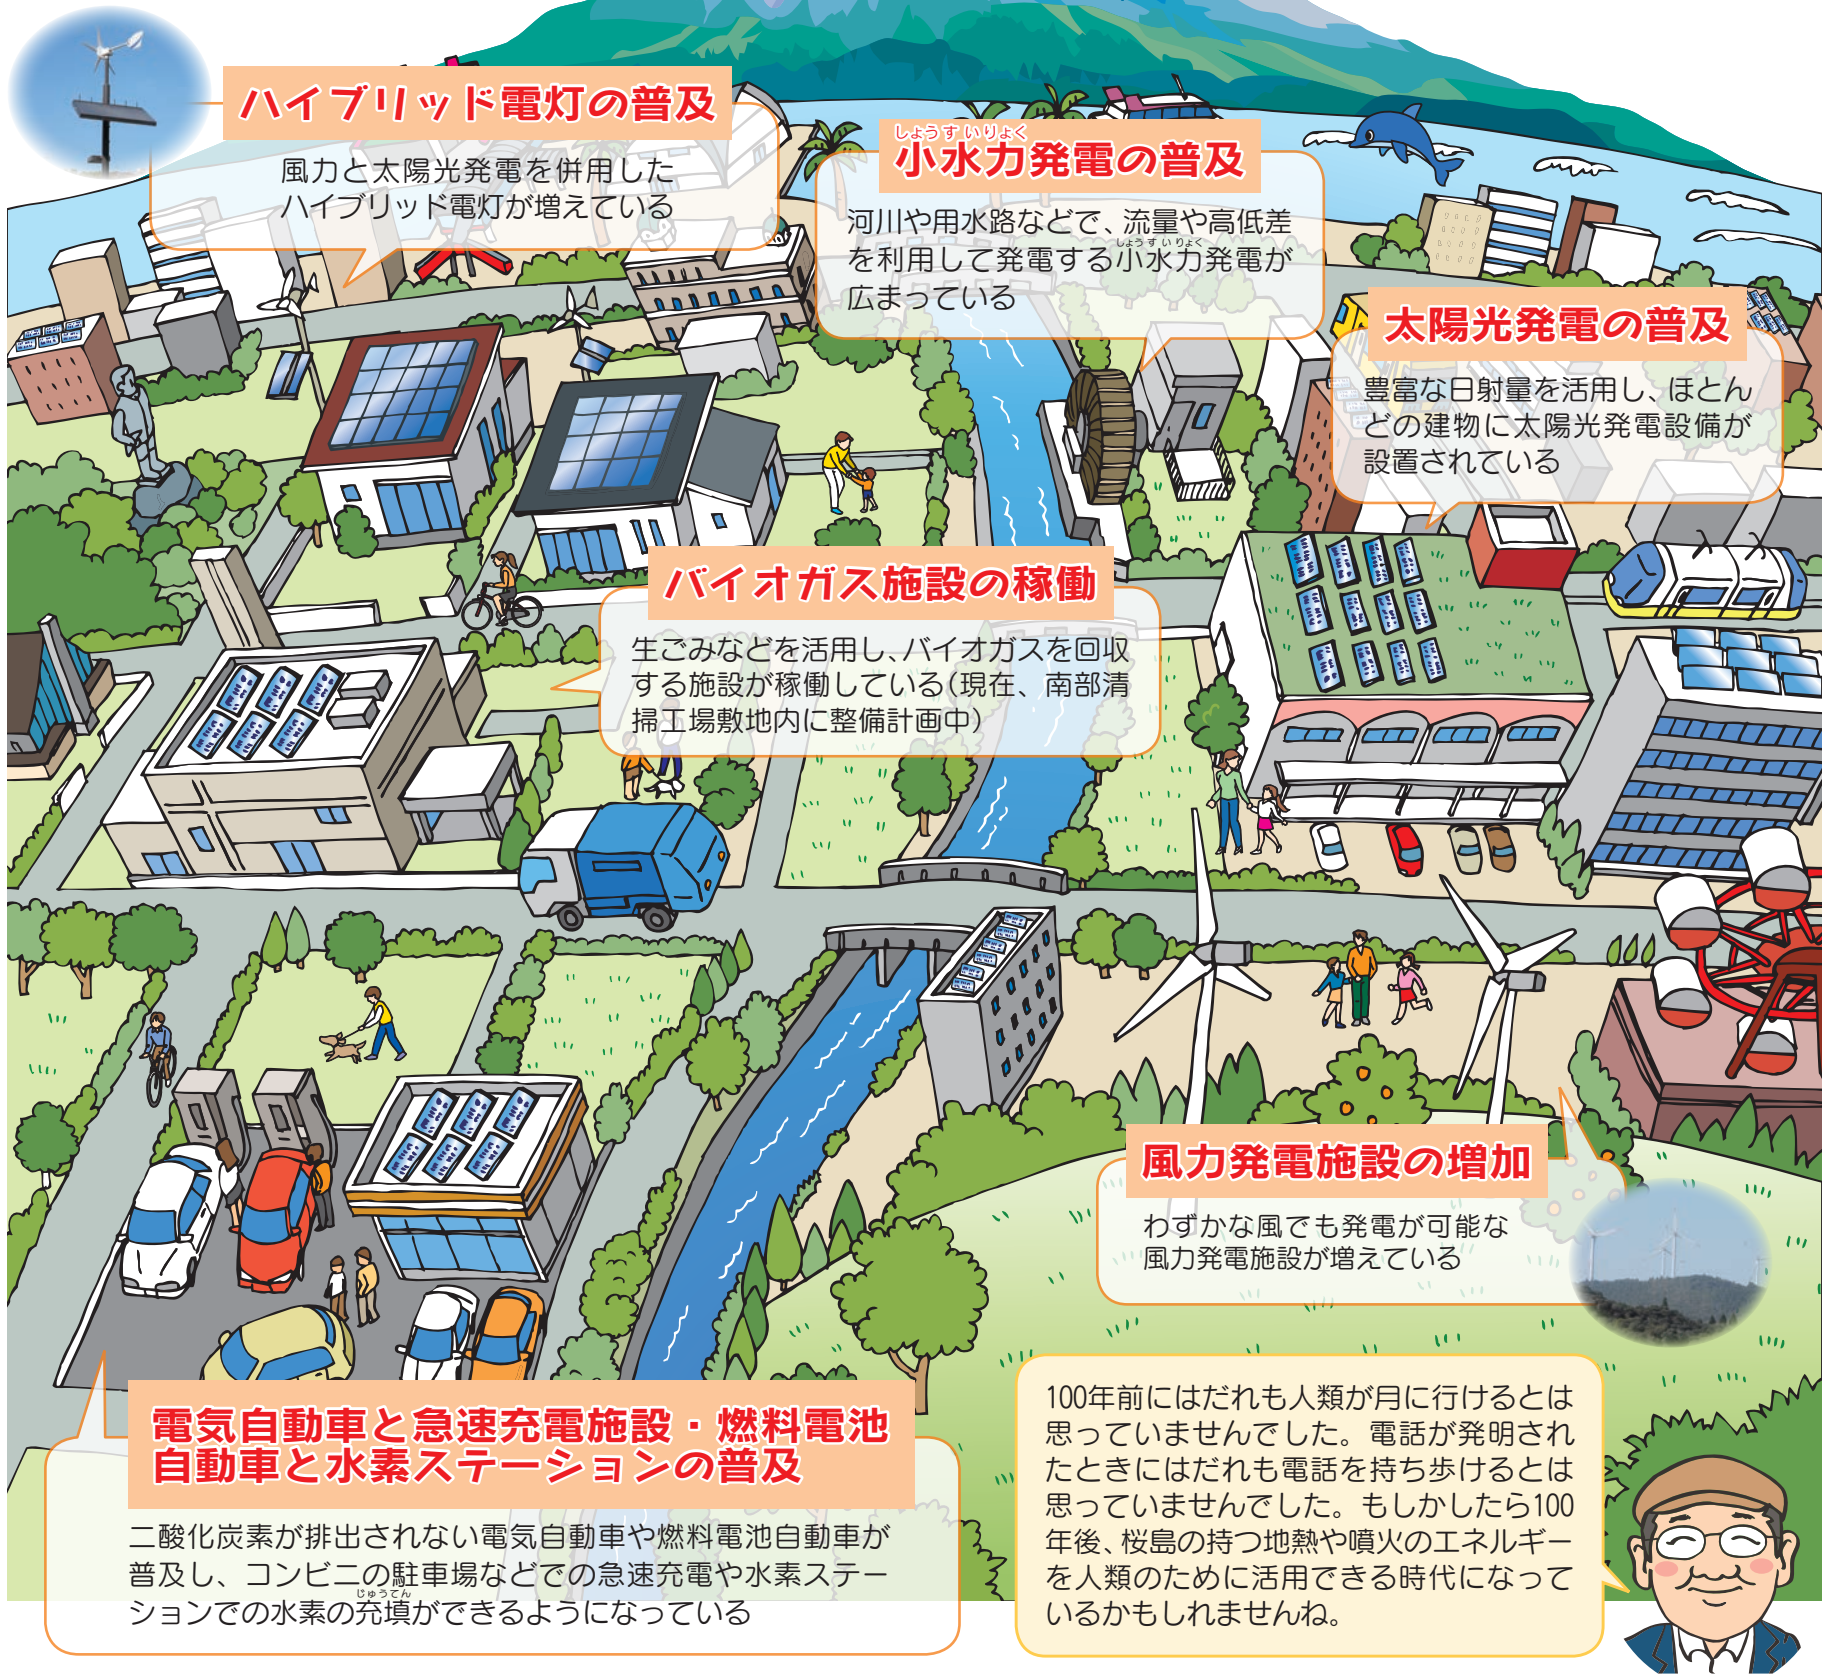 ハイブリッド電灯の普及
風力と太陽光発電を併用した
ハイブリッド電灯が増えている
しょうすいりょく
小水力発電の普及
河川や用水路などで、流量や高低差
しょうすいりょく
を利用して発電する小水力発電が
広まっている
太陽光発電の普及
豊富な日射量を活用し、ほとん
どの建物に太陽光発電設備が
設置されている
バイオガス施設の稼働
生ごみなどを活用し、バイオガスを回収
する施設が稼働している(現在、南部清
掃工場敷地内に整備計画中)
風力発電施設の増加
わずかな風でも発電が可能な
風力発電施設が増えている
電気自動車と急速充電施設・燃料電池
自動車と水素ステーションの普及
二酸化炭素が排出されない電気自動車や燃料電池自動車が
普及し、コンビニの駐車場などでの急速充電や水素ステー
じゅうてん
ションでの水素の充填ができるようになっている
100年前にはだれも人類が月に行けるとは
思っていませんでした。電話が発明され
たときにはだれも電話を持ち歩けるとは
思っていませんでした。もしかしたら100
年後、桜島の持つ地熱や噴火のエネルギー
を人類のために活用できる時代になって
いるかもしれませんね。